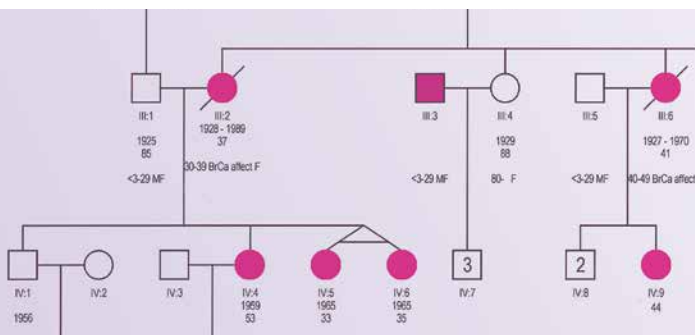 III:1
1925
85
<3-29 MF
III:2
1928 - 1989
37
30-39 BrCa affect F
III:3
<3-29 MF
III:4
1929
88
80- F
III:5
<3-29 MF
III:6
1927 - 1970
41
40-49 BrCa affect
IV:1
1956
IV:2
IV:3
IV:4
1959
53
IV:5
1965
33
IV:6
1965
35
3
IV:7
2
IV:8
IV:9
44